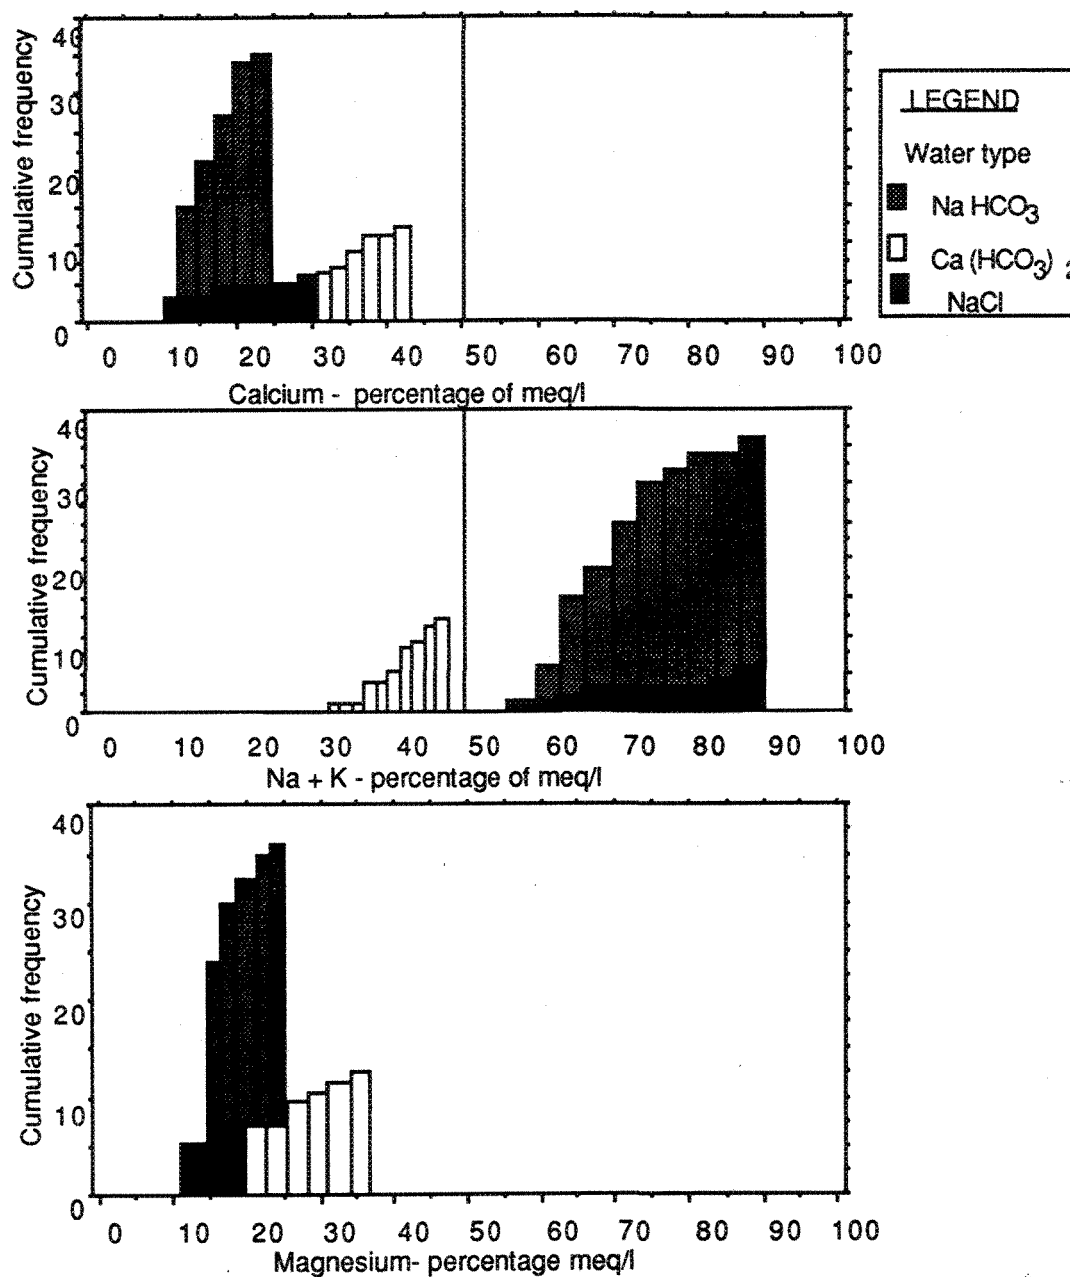 Cumulative frequency
40
30
20
10
0
0 10 20 30 40 50 60 70 80 90 100
Calcium - percentage of meq/l
LEGEND
Water type
Na HCO3
Ca (HCO3) 2
NaCl
Cumulative frequency
40
30
20
10
0
0 10 20 30 40 50 60 70 80 90 100
Na + K - percentage of meq/l
Cumulative frequency
40
30
20
10
0
0 10 20 30 40 50 60 70 80 90 100
Magnesium- percentage meq/l